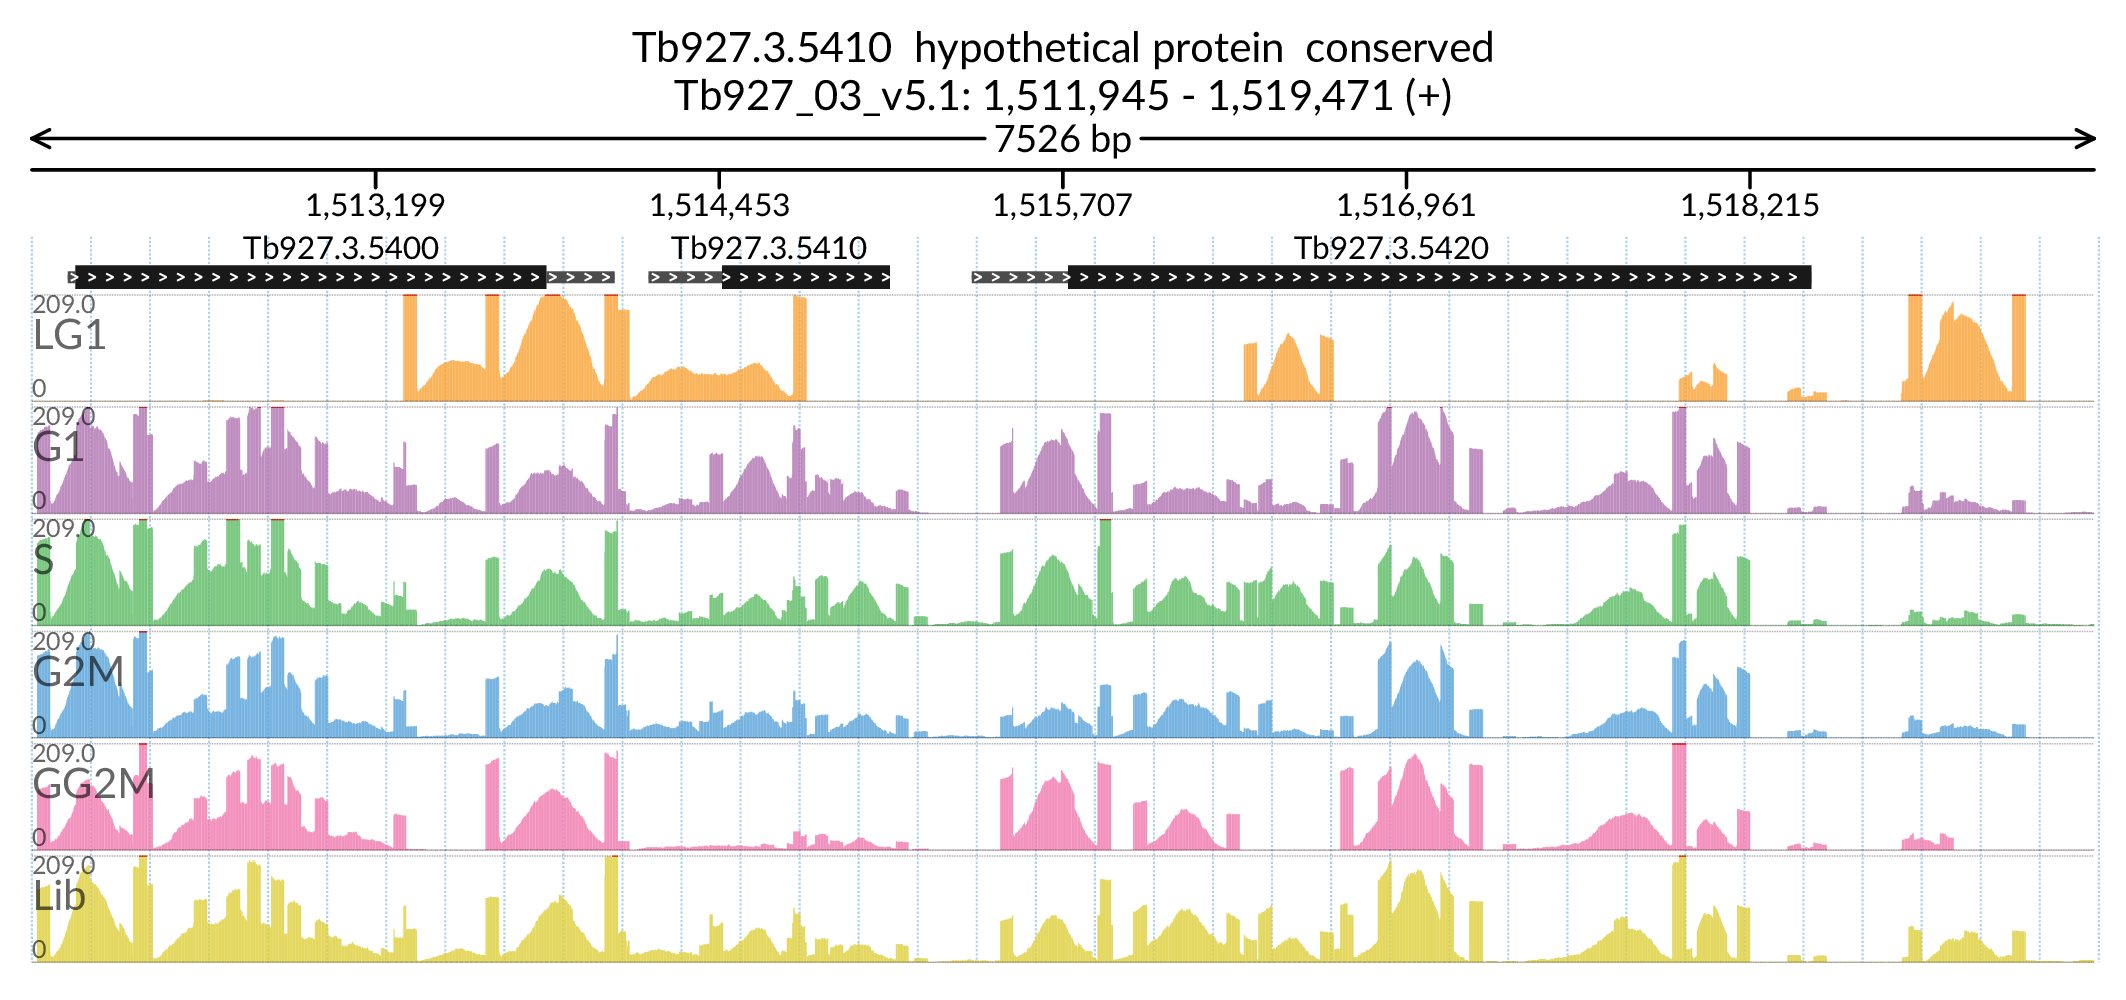 Tb927.3.5410  hypothetical protein  conserved
Tb927_03_v5.1: 1,511,945 - 1,519,471 (+)
7526 bp
1,513,199 1,514,453 1,515,707 1,516,961 1,518,215
Tb927.3.5400 Tb927.3.5410 Tb927.3.5420
209.0
LG1
0
209.0
G1
0
209.0
S
0
209.0
G2M
0
209.0
GG2M
0
209.0
Lib
0